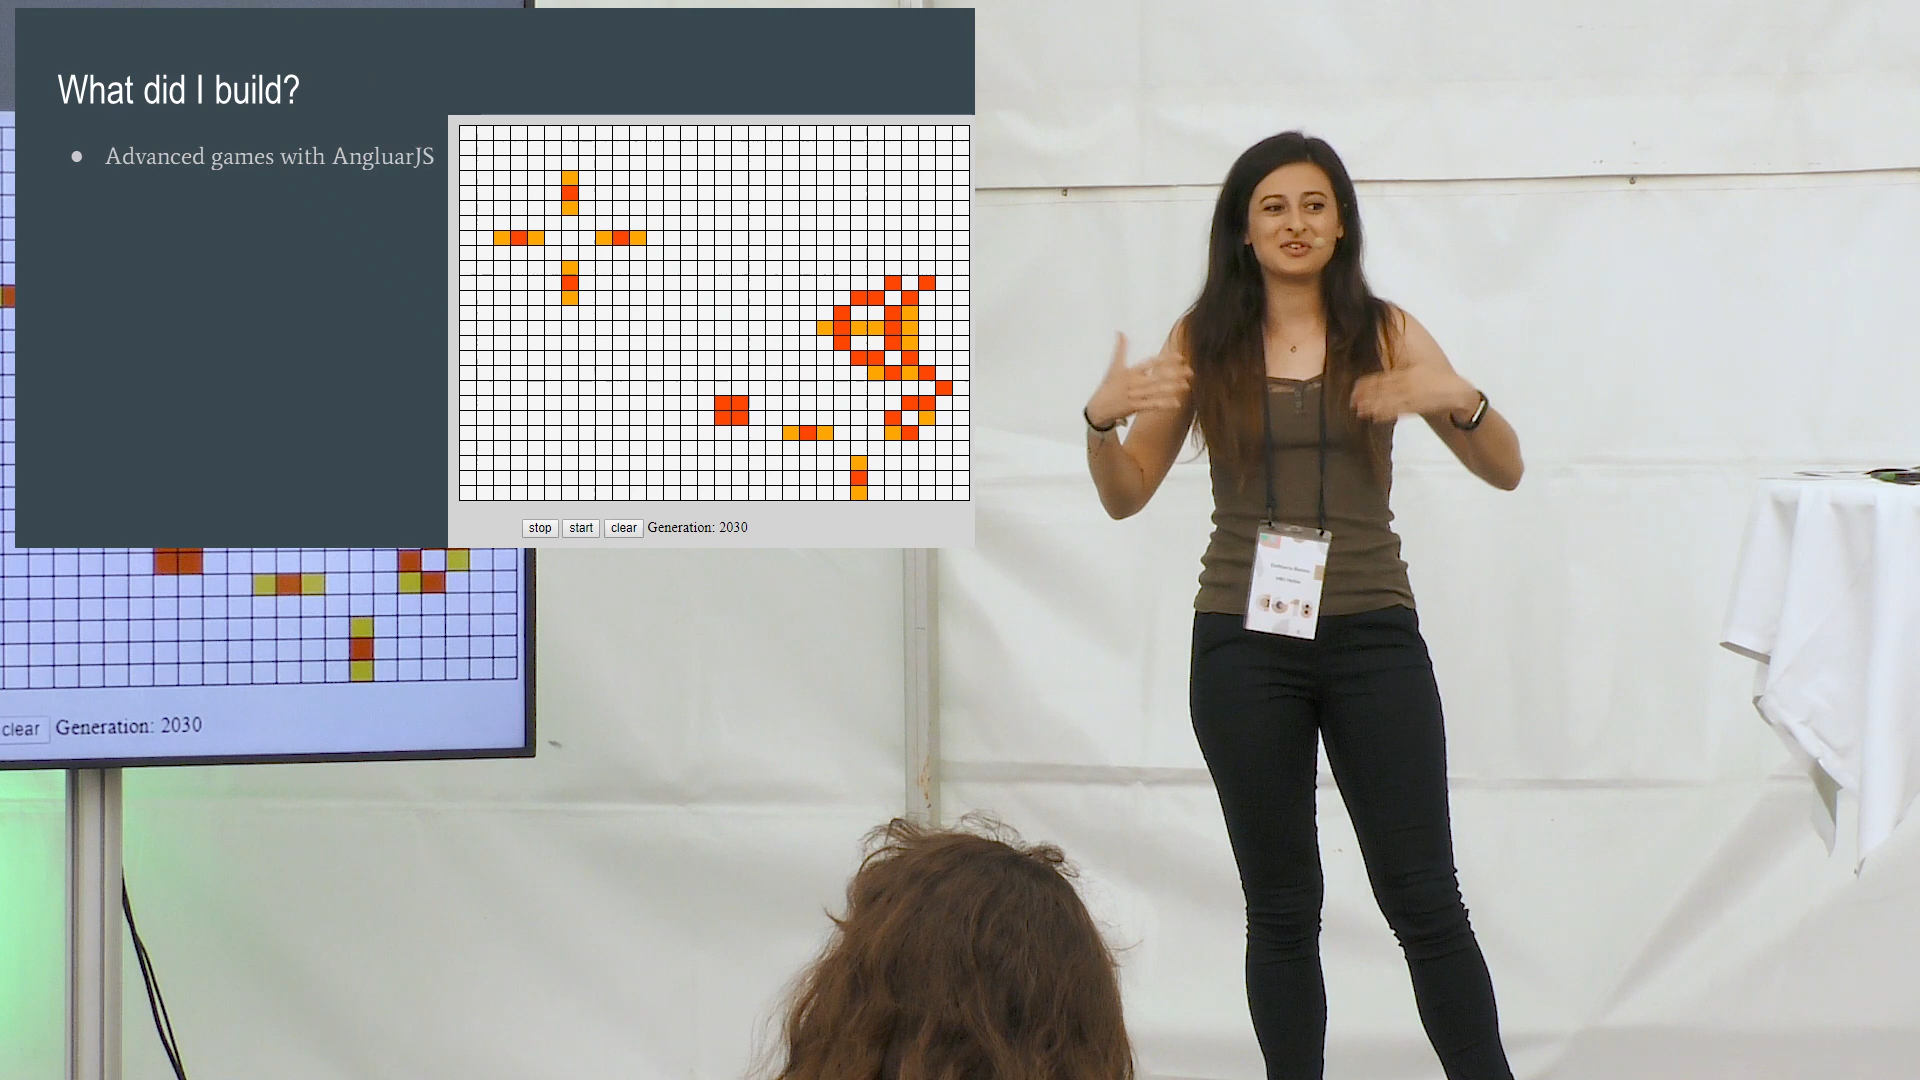 What did I build?
● Advanced games with AngluarJS
stop start clear Generation: 2030
clear Generation: 2030